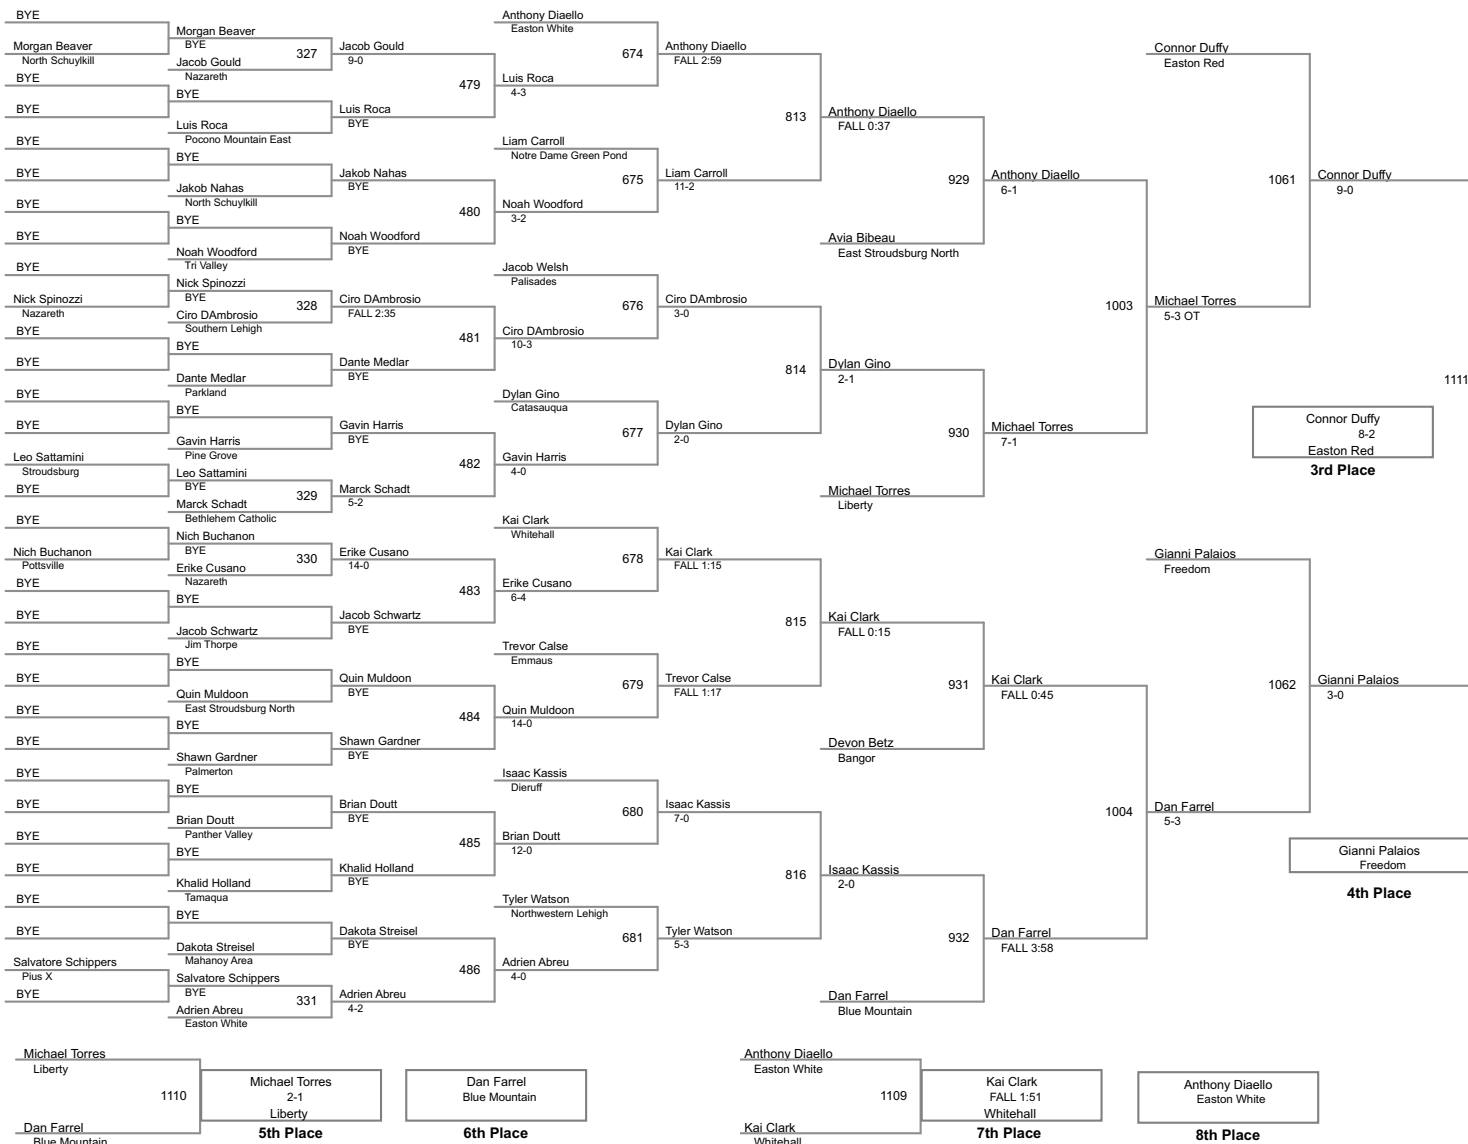 BYE
Morgan Beaver
North Schuylkill
BYE
BYE
BYE
BYE
BYE
BYE
BYE
Nick Spinozzi
Nazareth
BYE
BYE
BYE
BYE
Leo Sattamini
Stroudsburg
BYE
BYE
Nich Buchanon
Pottsville
BYE
BYE
BYE
BYE
BYE
BYE
BYE
BYE
BYE
BYE
BYE
BYE
Salvatore Schippers
Pius X
BYE
Morgan Beaver
BYE
327
Jacob Gould
Nazareth
BYE
Luis Roca
Pocono Mountain East
BYE
Jakob Nahas
North Schuylkill
BYE
Noah Woodford
Tri Valley
Nick Spinozzi
BYE
328
Ciro DAmbrosio
Southern Lehigh
BYE
Dante Medlar
Parkland
BYE
Gavin Harris
Pine Grove
Leo Sattamini
BYE
329
Marck Schadt
Bethlehem Catholic
Nich Buchanon
BYE
330
Erike Cusano
Nazareth
BYE
Jacob Schwartz
Jim Thorpe
BYE
Quin Muldoon
East Stroudsburg North
BYE
Shawn Gardner
Palmerton
BYE
Brian Doutt
Panther Valley
BYE
Khalid Holland
Tamaqua
BYE
Dakota Streisel
Mahanoy Area
Salvatore Schippers
BYE
331
Adrien Abreu
Easton White
Jacob Gould
9-0
479
Luis Roca
BYE
Jakob Nahas
BYE
480
Noah Woodford
BYE
Ciro DAmbrosio
FALL 2:35
481
Dante Medlar
BYE
Gavin Harris
BYE
482
Marck Schadt
5-2
Erike Cusano
14-0
483
Jacob Schwartz
BYE
Quin Muldoon
BYE
484
Shawn Gardner
BYE
Brian Doutt
BYE
485
Khalid Holland
BYE
Dakota Streisel
BYE
486
Adrien Abreu
4-2
Anthony Diaello
Easton White
674
Luis Roca
4-3
Liam Carroll
Notre Dame Green Pond
675
Noah Woodford
3-2
Jacob Welsh
Palisades
676
Ciro DAmbrosio
10-3
Dylan Gino
Catasauqua
677
Gavin Harris
4-0
Kai Clark
Whitehall
678
Erike Cusano
6-4
Trevor Calse
Emmaus
679
Quin Muldoon
14-0
Isaac Kassis
Dieruff
680
Brian Doutt
12-0
Tyler Watson
Northwestern Lehigh
681
Adrien Abreu
4-0
Anthony Diaello
FALL 2:59
813
Liam Carroll
11-2
Ciro DAmbrosio
3-0
814
Dylan Gino
2-0
Kai Clark
FALL 1:15
815
Trevor Calse
FALL 1:17
Isaac Kassis
7-0
816
Tyler Watson
5-3
Anthony Diaello
FALL 0:37
929
Avia Bibeau
East Stroudsburg North
Dylan Gino
2-1
930
Michael Torres
Liberty
Kai Clark
FALL 0:15
931
Devon Betz
Bangor
Isaac Kassis
2-0
932
Dan Farrel
Blue Mountain
Anthony Diaello
6-1
1003
Michael Torres
7-1
Kai Clark
FALL 0:45
1004
Dan Farrel
FALL 3:58
Connor Duffy
Easton Red
1061
Michael Torres
5-3 OT
Gianni Palaios
Freedom
1062
Dan Farrel
5-3
Connor Duffy
9-0
1111
Connor Duffy
8-2
Easton Red
3rd Place
Gianni Palaios
3-0
Gianni Palaios
Freedom
4th Place
Michael Torres
Liberty
1110
Dan Farrel
Blue Mountain
Michael Torres
2-1
Liberty
5th Place
Dan Farrel
Blue Mountain
6th Place
Anthony Diaello
Easton White
1109
Kai Clark
Whitehall
Kai Clark
FALL 1:51
Whitehall
7th Place
Anthony Diaello
Easton White
8th Place